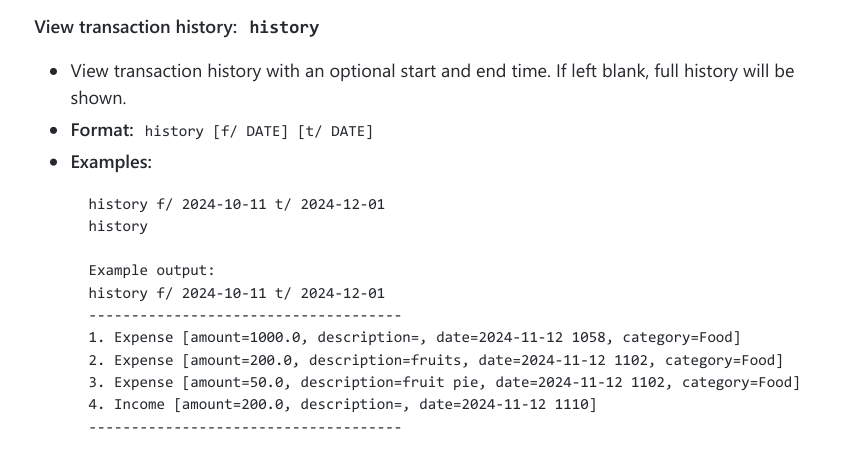 View transaction history: history
View transaction history with an optional start and end time. If left blank, full history will be
shown.
Format: history [f/ DATE] [t/ DATE]
Examples:
history f/ 2024-10-11 t/ 2024-12-01
history
Example output:
history f/ 2024-10-11 t/ 2024-12-01
-------------------------------------
1. Expense [amount=1000.0, description=, date=2024-11-12 1058, category=Food]
2. Expense [amount=200.0, description=fruits, date=2024-11-12 1102, category=Food]
3. Expense [amount=50.0, description=fruit pie, date=2024-11-12 1102, category=Food]
4. Income [amount=200.0, description=, date=2024-11-12 1110]
-------------------------------------